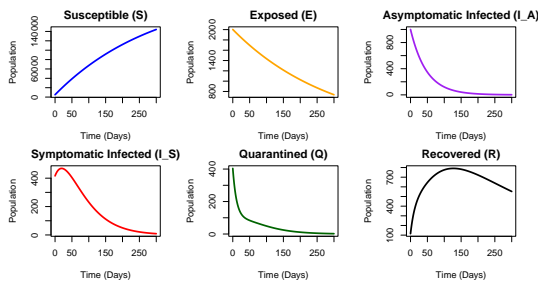 Susceptible (S)
Population
0 60000 140000
0 50 150 250
Time (Days)
Exposed (E)
Population
800 1400 2000
0 50 150 250
Time (Days)
Asymptomatic Infected (I_A)
Population
0 400 800
0 50 150 250
Time (Days)
Symptomatic Infected (I_S)
Population
0 200 400
0 50 150 250
Time (Days)
Quarantined (Q)
Population
0 200 400
0 50 150 250
Time (Days)
Recovered (R)
Population
100 400 700
0 50 150 250
Time (Days)